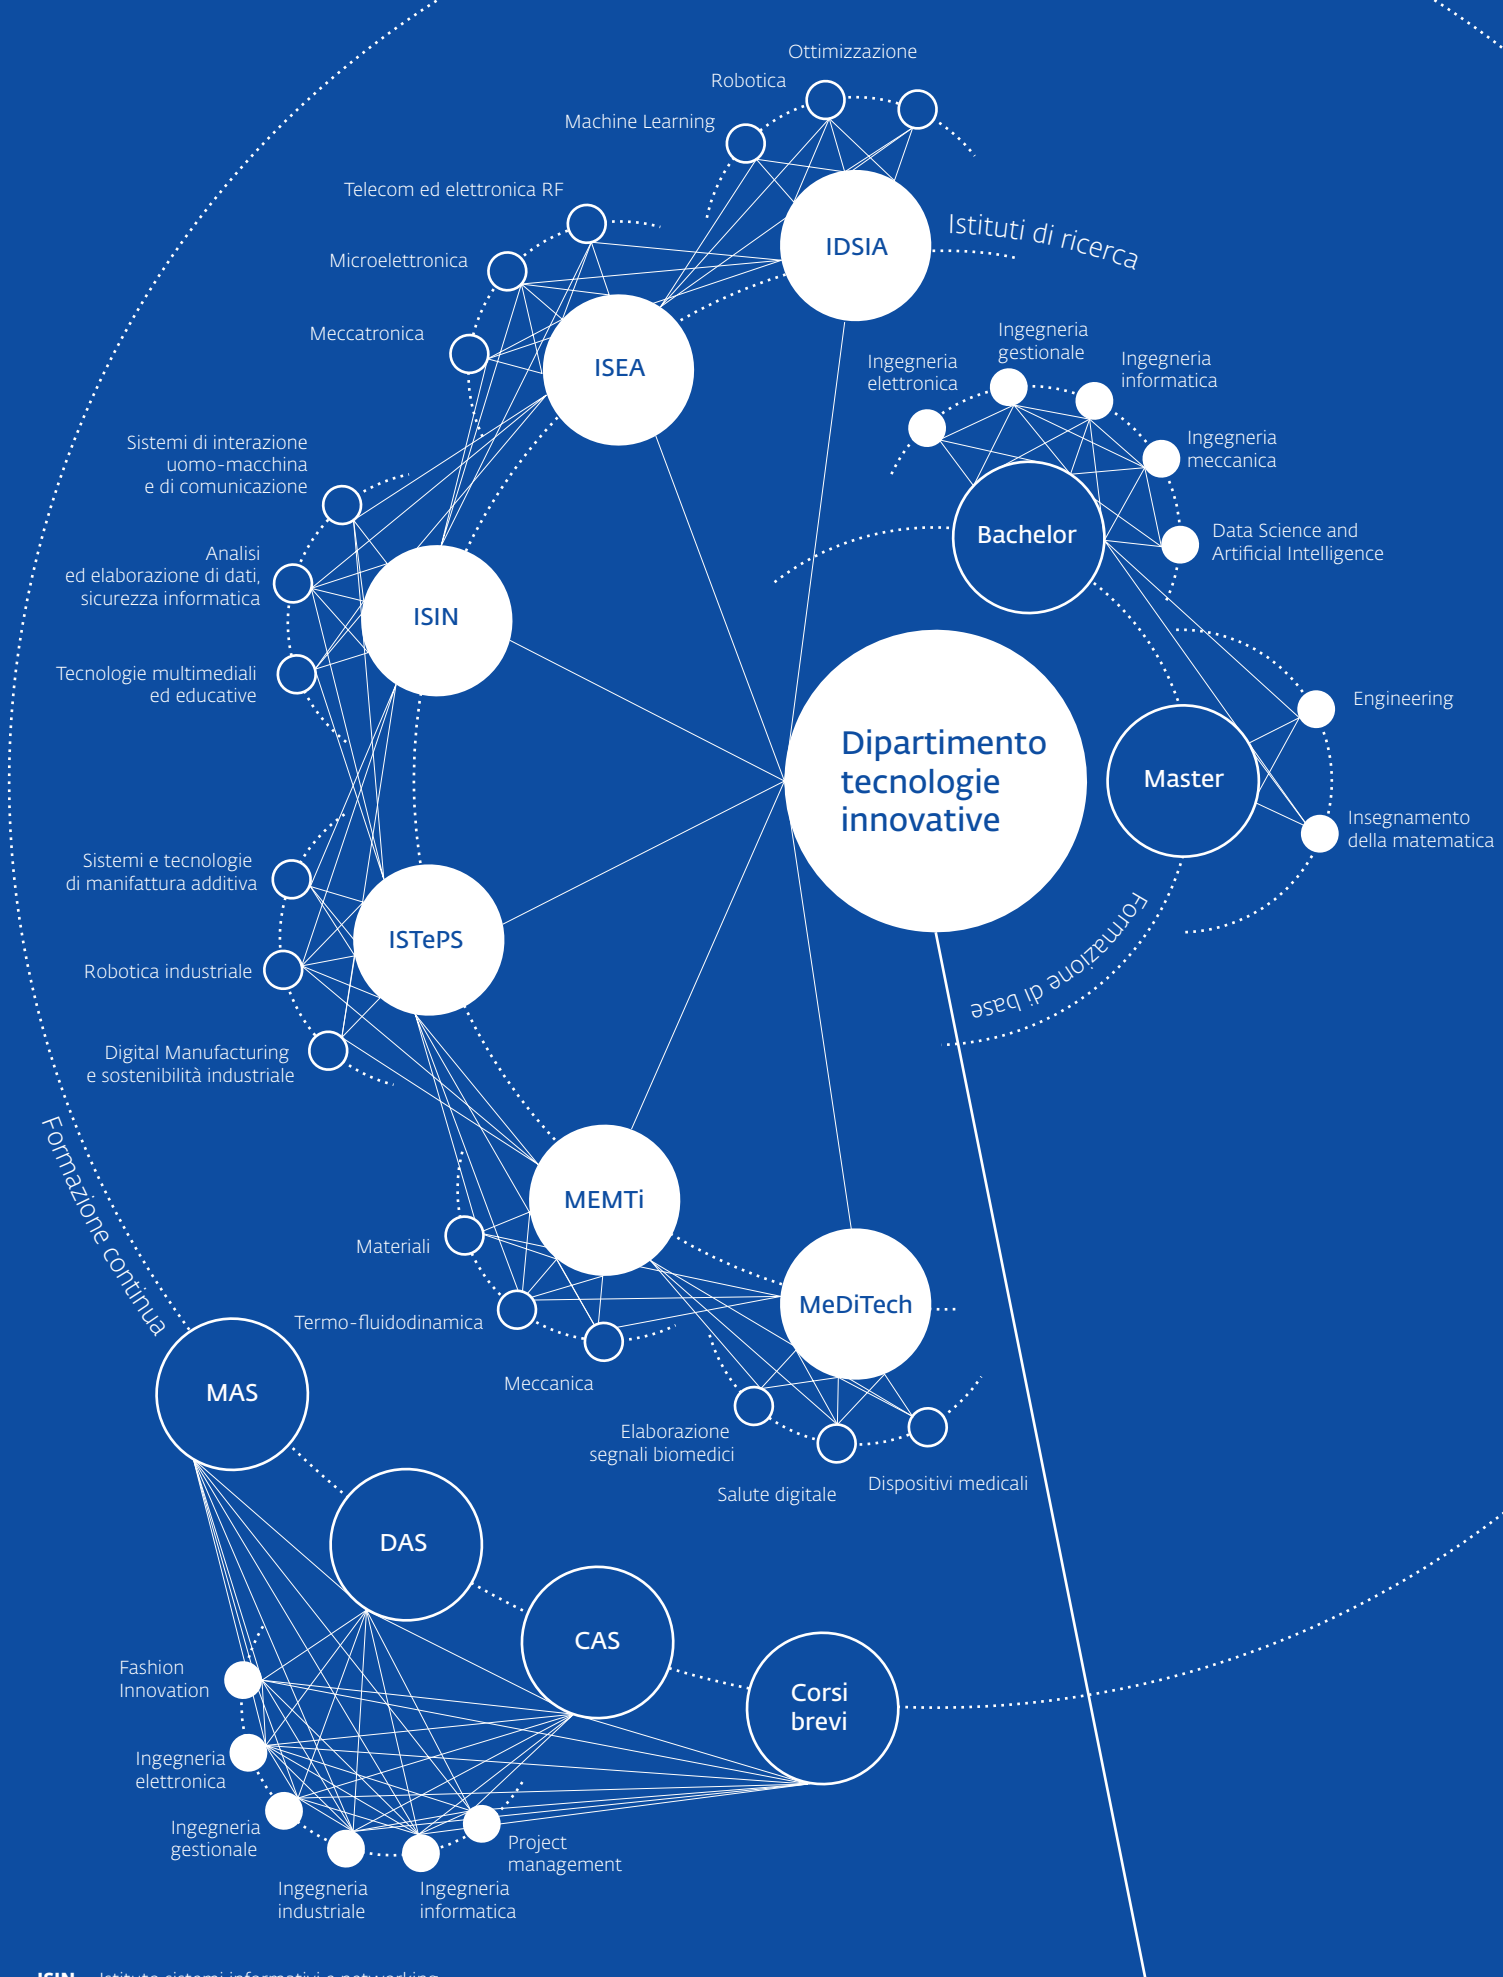 Ottimizzazione
Robotica
Machine Learning
Telecom ed elettronica RF
Microelettronica
Meccatronica
IDSIA
Istituti di ricerca
ISEA
Ingegneria
gestionale
Ingegneria
elettronica
Ingegneria
informatica
Ingegneria
meccanica
Data Science and
Artificial Intelligence
Bachelor
Sistemi di interazione
uomo-macchina
e di comunicazione
Analisi
ed elaborazione di dati,
sicurezza informatica
Tecnologie multimediali
ed educative
ISIN
Dipartimento
tecnologie
innovative
Master
Engineering
Insegnamento
della matematica
Formazione di base
Sistemi e tecnologie
di manifattura additiva
Robotica industriale
Digital Manufacturing
e sostenibilità industriale
ISTePS
Formazione continua
MEMTi
Materiali
Termo-fluidodinamica
Meccanica
MeDiTech
Elaborazione
segnali biomedici
Salute digitale
Dispositivi medicali
MAS
DAS
CAS
Corsi
brevi
Fashion
Innovation
Ingegneria
elettronica
Ingegneria
gestionale
Ingegneria
industriale
Ingegneria
informatica
Project
management
ISIN Istituto sistemi informativi e networking